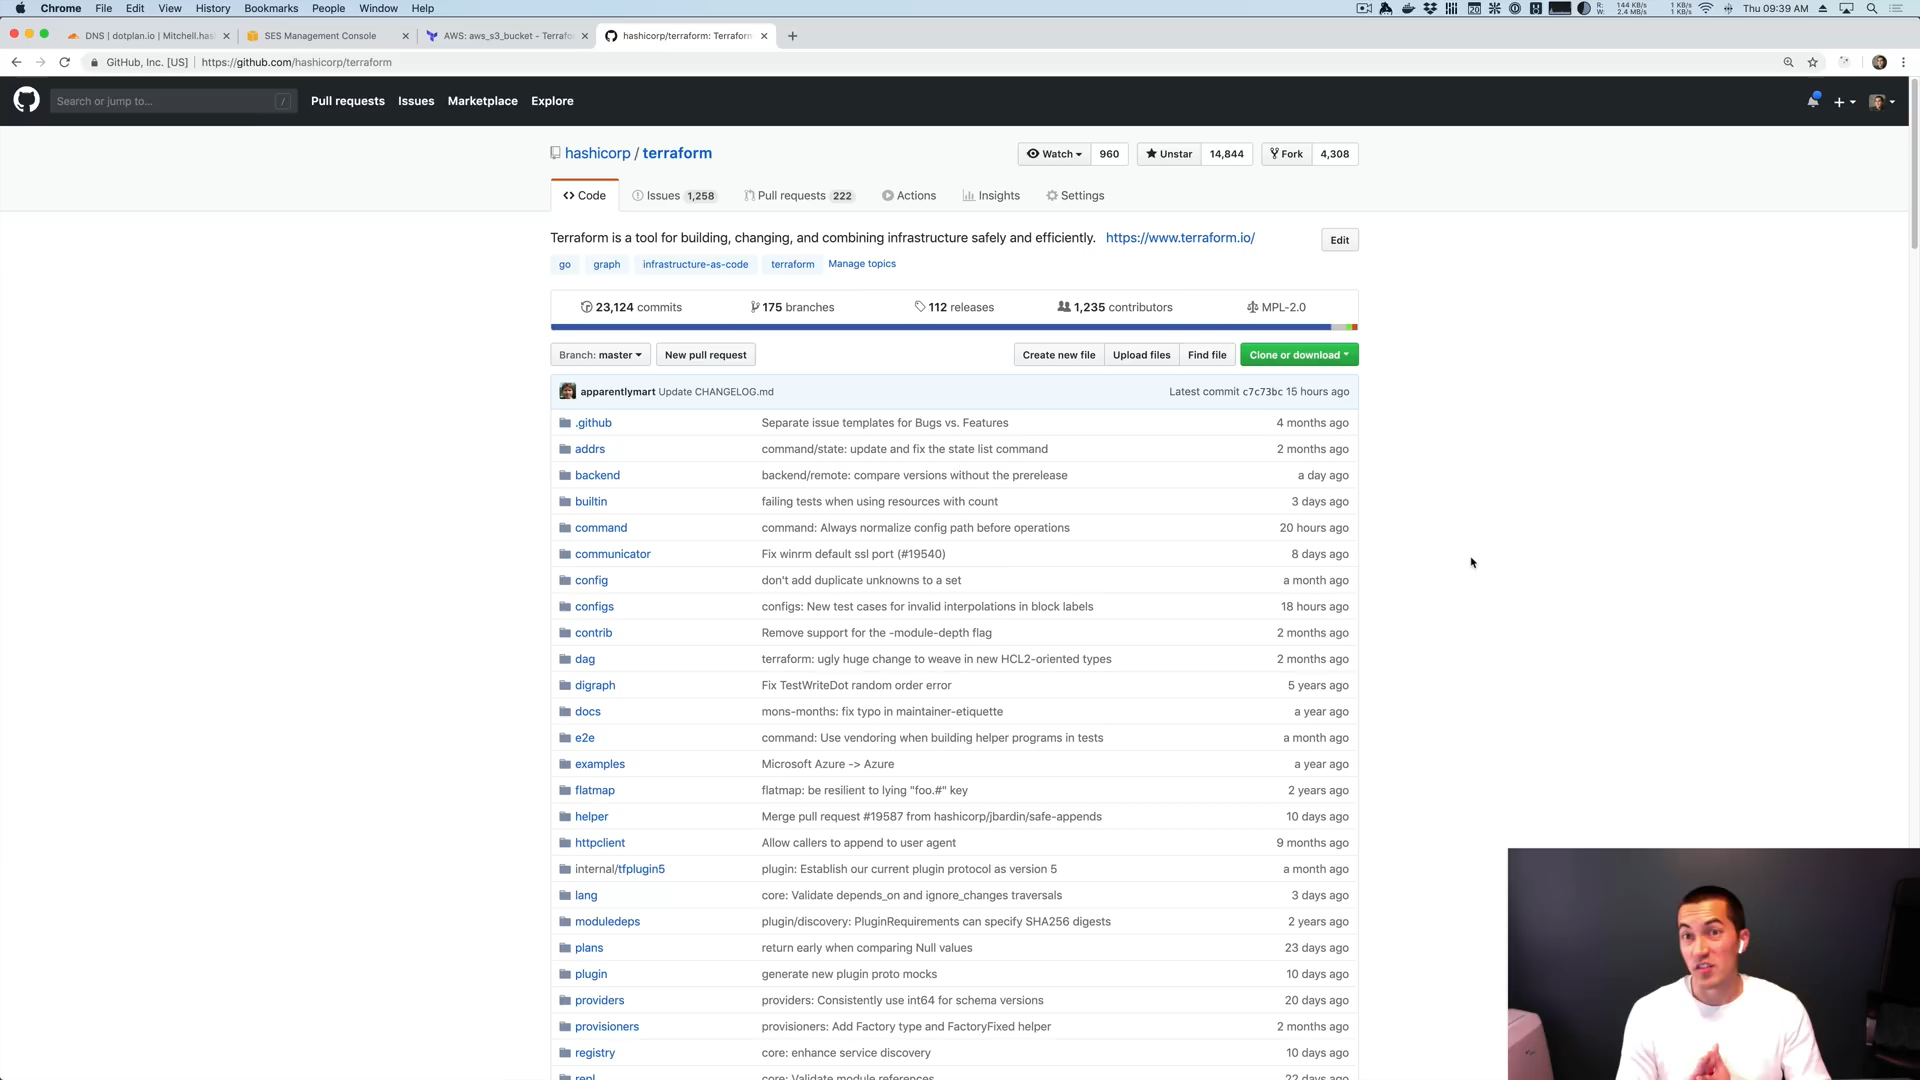 Chrome File Edit View History Bookmarks People Window Help
R: 144 KB/s 1 KB/s Thu 09:39 AM
W: 2.4 MB/s 1 KB/s
DNS | dotplan.io | Mitchell.has
SES Management Console
AWS: aws_s3_bucket - Terrafo
hashicorp/terraform: Terraform
GitHub, Inc. [US] | https://github.com/hashicorp/terraform
Search or jump to... /
Pull requests Issues Marketplace Explore
hashicorp / terraform
Watch 960 Unstar 14,844 Fork 4,308
Code Issues 1,258 Pull requests 222 Actions Insights Settings
Terraform is a tool for building, changing, and combining infrastructure safely and efficiently. https://www.terraform.io/ Edit
go graph infrastructure-as-code terraform Manage topics
23,124 commits 175 branches 112 releases 1,235 contributors MPL-2.0
Branch: master New pull request Create new file Upload files Find file Clone or download
apparentlymart Update CHANGELOG.md Latest commit c7c73bc 15 hours ago
.github Separate issue templates for Bugs vs. Features 4 months ago
addrs command/state: update and fix the state list command 2 months ago
backend backend/remote: compare versions without the prerelease a day ago
builtin failing tests when using resources with count 3 days ago
command command: Always normalize config path before operations 20 hours ago
communicator Fix winrm default ssl port (#19540) 8 days ago
config don't add duplicate unknowns to a set a month ago
configs configs: New test cases for invalid interpolations in block labels 18 hours ago
contrib Remove support for the -module-depth flag 2 months ago
dag terraform: ugly huge change to weave in new HCL2-oriented types 2 months ago
digraph Fix TestWriteDot random order error 5 years ago
docs mons-months: fix typo in maintainer-etiquette a year ago
e2e command: Use vendoring when building helper programs in tests a month ago
examples Microsoft Azure -> Azure a year ago
flatmap flatmap: be resilient to lying "foo.#" key 2 years ago
helper Merge pull request #19587 from hashicorp/jbardin/safe-appends 10 days ago
httpclient Allow callers to append to user agent 9 months ago
internal/tfplugin5 plugin: Establish our current plugin protocol as version 5 a month ago
lang core: Validate depends_on and ignore_changes traversals 3 days ago
moduledeps plugin/discovery: PluginRequirements can specify SHA256 digests 2 years ago
plans return early when comparing Null values 23 days ago
plugin generate new plugin proto mocks 10 days ago
providers providers: Consistently use int64 for schema versions 20 days ago
provisioners provisioners: Add Factory type and FactoryFixed helper 2 months ago
registry core: enhance service discovery 10 days ago
repl core: Validate module references 22 days ago